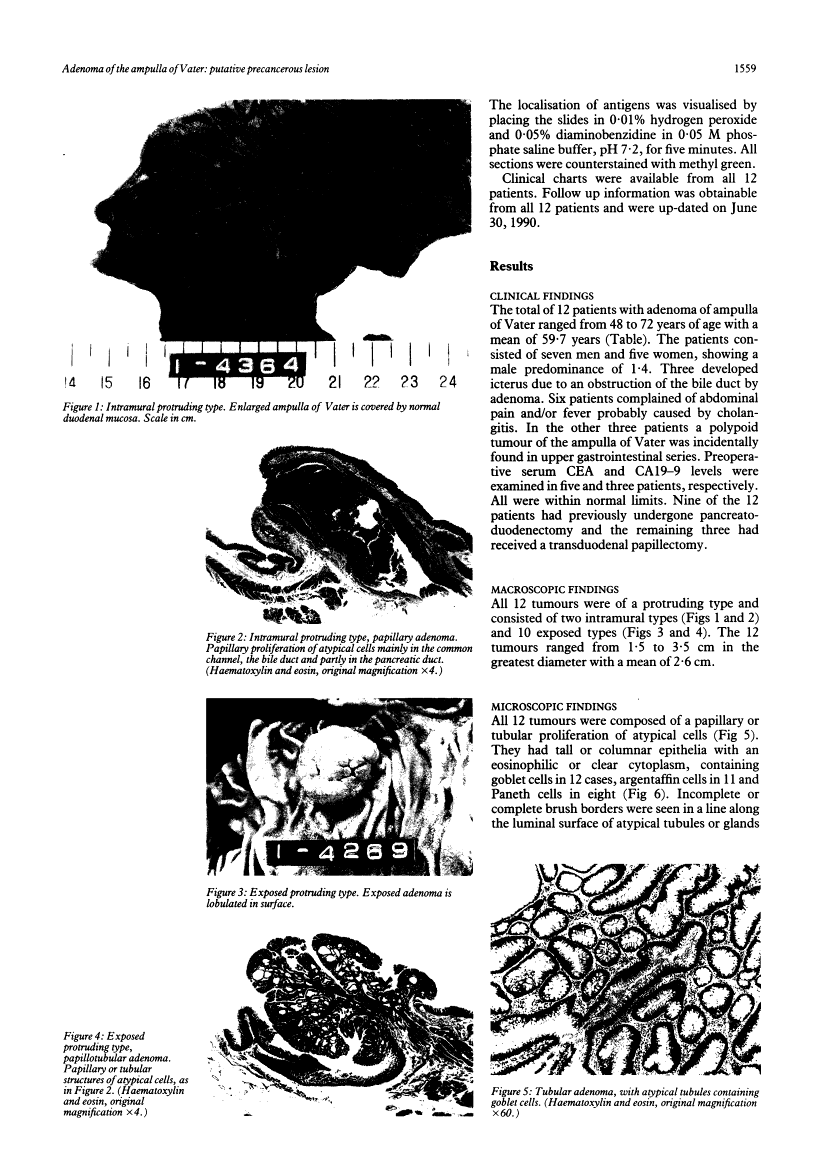 Adenoma of the ampulla of Vater: putative precancerous lesion
1559
1-4364
14 15 16 17 18 19 20 21 22 23 24
Figure 1: Intramural protruding type. Enlarged ampulla of Vater is covered by normal
duodenal mucosa. Scale in cm.
Figure 2: Intramural protruding type, papillary adenoma.
Papillary proliferation of atypical cells mainly in the common
channel, the bile duct and partly in the pancreatic duct.
(Haematoxylin and eosin, original magnification ×4.)
1-4269
Figure 3: Exposed protruding type. Exposed adenoma is
lobulated in surface.
Figure 4: Exposed
protruding type,
papillotubular adenoma.
Papillary or tubular
structures of atypical cells, as
in Figure 2. (Haematoxylin
and eosin, original
magnification ×4.)
The localisation of antigens was visualised by
placing the slides in 0·01% hydrogen peroxide
and 0·05% diaminobenzidine in 0·05 M phos-
phate saline buffer, pH 7·2, for five minutes. All
sections were counterstained with methyl green.
Clinical charts were available from all 12
patients. Follow up information was obtainable
from all 12 patients and were up-dated on June
30, 1990.
Results
CLINICAL FINDINGS
The total of 12 patients with adenoma of ampulla
of Vater ranged from 48 to 72 years of age with a
mean of 59·7 years (Table). The patients con-
sisted of seven men and five women, showing a
male predominance of 1·4. Three developed
icterus due to an obstruction of the bile duct by
adenoma. Six patients complained of abdominal
pain and/or fever probably caused by cholan-
gitis. In the other three patients a polypoid
tumour of the ampulla of Vater was incidentally
found in upper gastrointestinal series. Preopera-
tive serum CEA and CA19–9 levels were
examined in five and three patients, respectively.
All were within normal limits. Nine of the 12
patients had previously undergone pancreato-
duodenectomy and the remaining three had
received a transduodenal papillectomy.
MACROSCOPIC FINDINGS
All 12 tumours were of a protruding type and
consisted of two intramural types (Figs 1 and 2)
and 10 exposed types (Figs 3 and 4). The 12
tumours ranged from 1·5 to 3·5 cm in the
greatest diameter with a mean of 2·6 cm.
MICROSCOPIC FINDINGS
All 12 tumours were composed of a papillary or
tubular proliferation of atypical cells (Fig 5).
They had tall or columnar epithelia with an
eosinophilic or clear cytoplasm, containing
goblet cells in 12 cases, argentaffin cells in 11 and
Paneth cells in eight (Fig 6). Incomplete or
complete brush borders were seen in a line along
the luminal surface of atypical tubules or glands
Figure 5: Tubular adenoma, with atypical tubules containing
goblet cells. (Haematoxylin and eosin, original magnification
×60.)